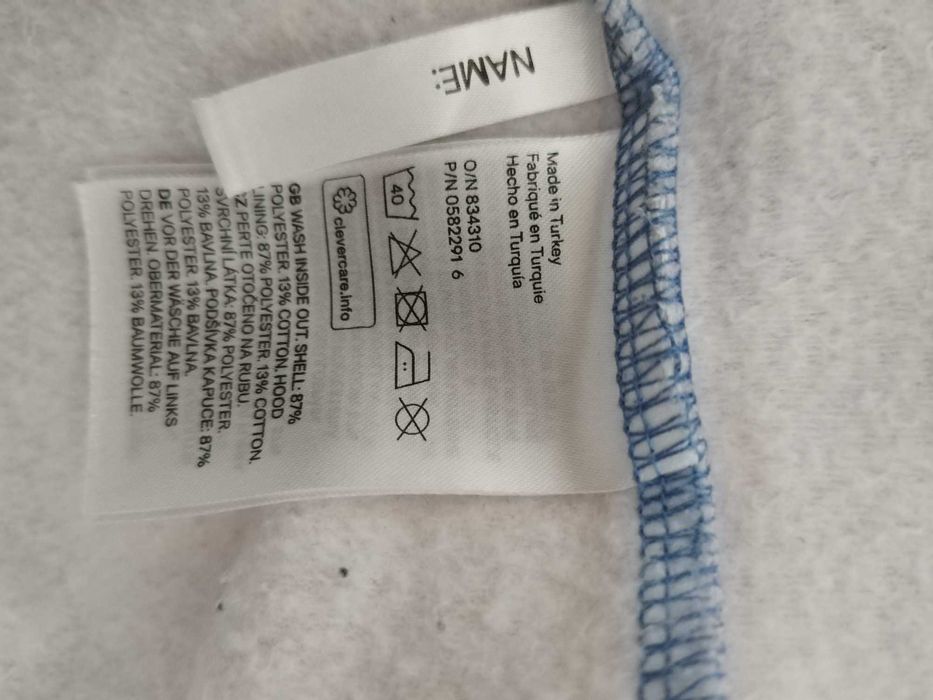 NAME:
Made in Turkey
Fabriqué en Turquie
Hecho en Turquía
O/N 834310
P/N 0582291 6
40
clevercare.info
GB WASH INSIDE OUT. SHELL: 87%
POLYESTER. 13% COTTON. HOOD
LINING: 87% POLYESTER. 13% COTTON.
CZ PERTE OTOČENO NA RUBU.
SVRCHNÍ LÁTKA: 87% POLYESTER.
13% BAVLNA. PODŠÍVKA KAPUCE: 87%
POLYESTER. 13% BAVLNA.
DE VOR DER WÄSCHE AUF LINKS
DREHEN. OBERMATERIAL: 87%
POLYESTER. 13% BAUMWOLLE.